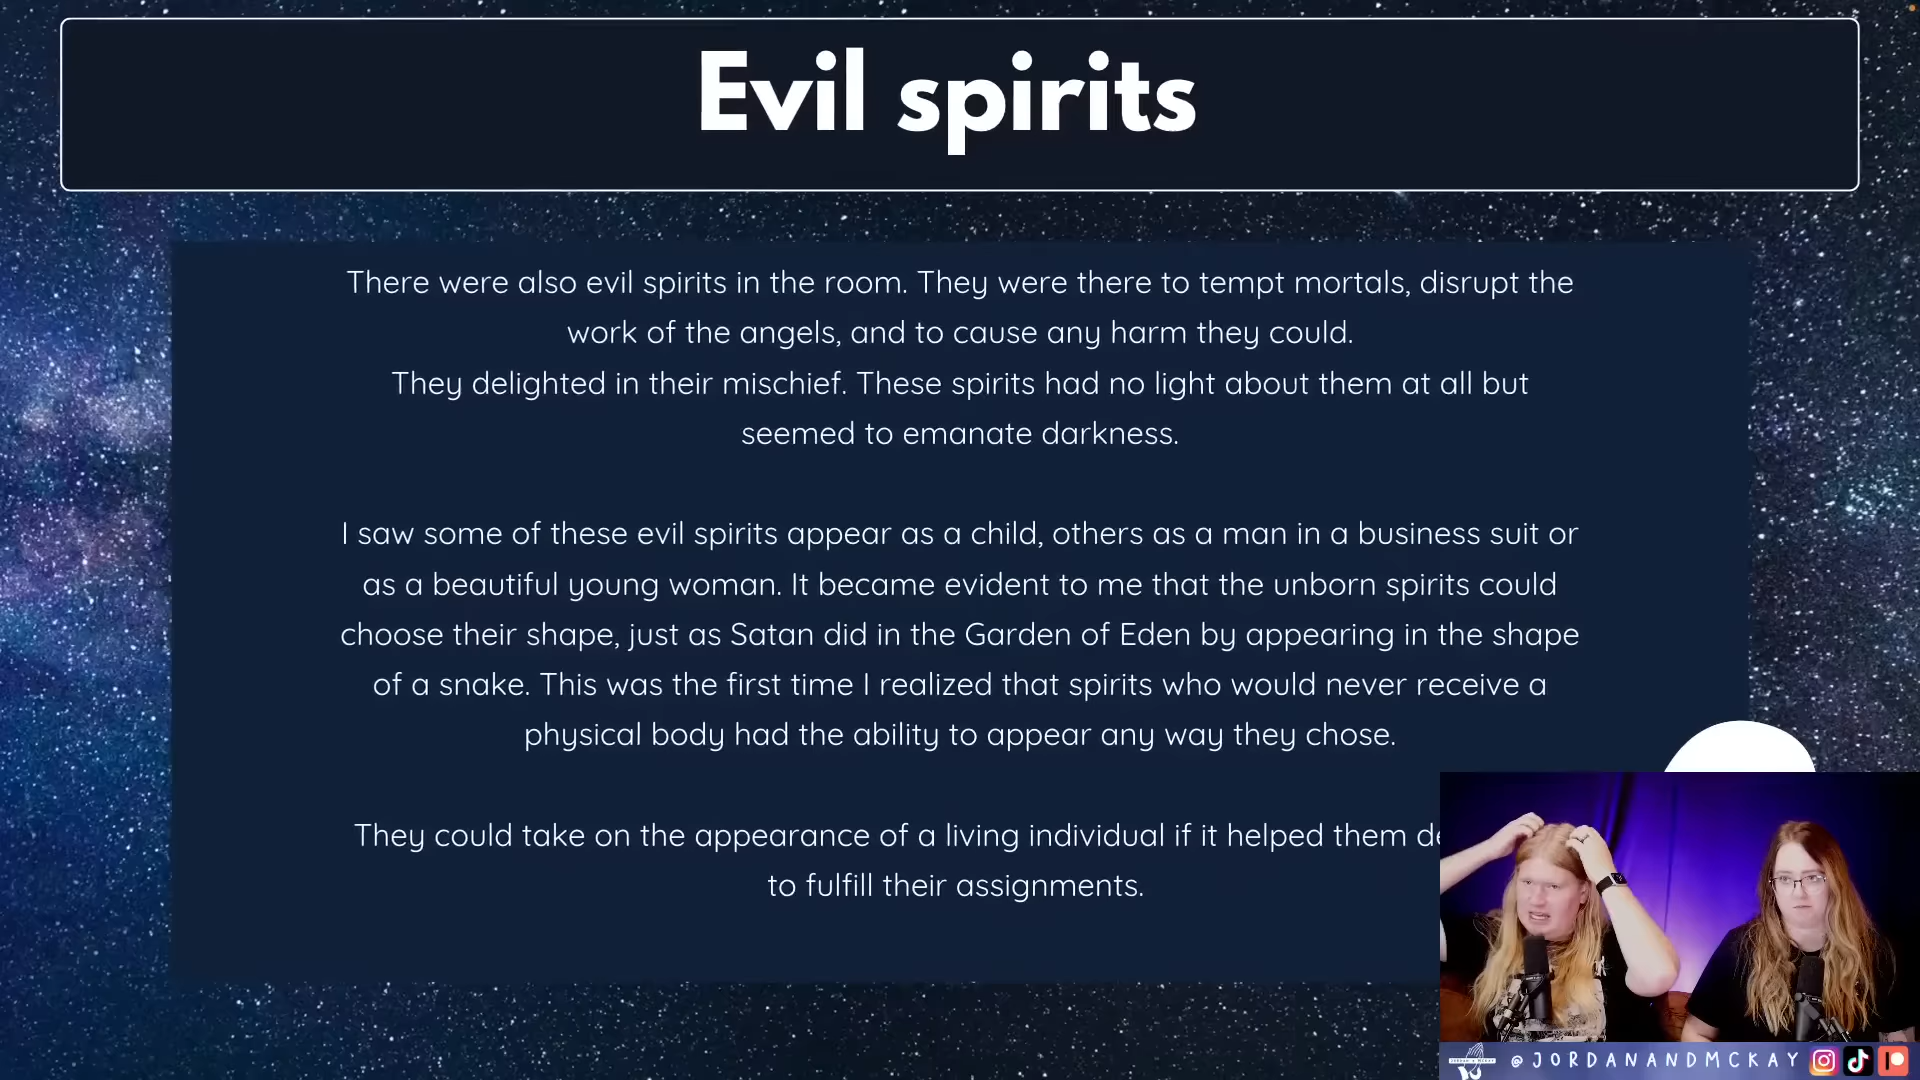 Evil spirits
There were also evil spirits in the room. They were there to tempt mortals, disrupt the
work of the angels, and to cause any harm they could.
They delighted in their mischief. These spirits had no light about them at all but
seemed to emanate darkness.
I saw some of these evil spirits appear as a child, others as a man in a business suit or
as a beautiful young woman. It became evident to me that the unborn spirits could
choose their shape, just as Satan did in the Garden of Eden by appearing in the shape
of a snake. This was the first time I realized that spirits who would never receive a
physical body had the ability to appear any way they chose.
They could take on the appearance of a living individual if it helped them
to fulfill their assignments.
@JORDANANDMCKAY